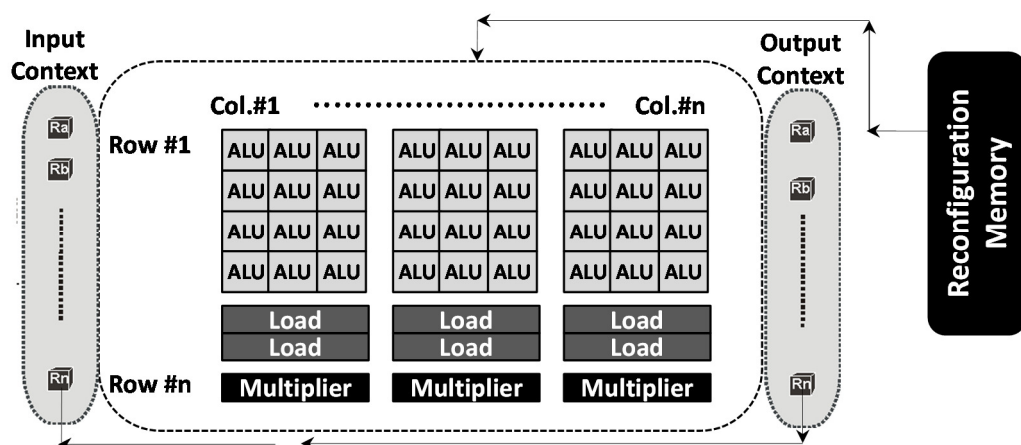 Input
Context
Output
Context
Col.#1
Col.#n
Row #1
Ra
Rb
Rn
ALU ALU ALU ALU ALU ALU ALU ALU ALU
ALU ALU ALU ALU ALU ALU ALU ALU ALU
ALU ALU ALU ALU ALU ALU ALU ALU ALU
ALU ALU ALU ALU ALU ALU ALU ALU ALU
Load Load Load
Load Load Load
Row #n
Multiplier Multiplier Multiplier
Ra
Rb
Rn
Reconfiguration
Memory